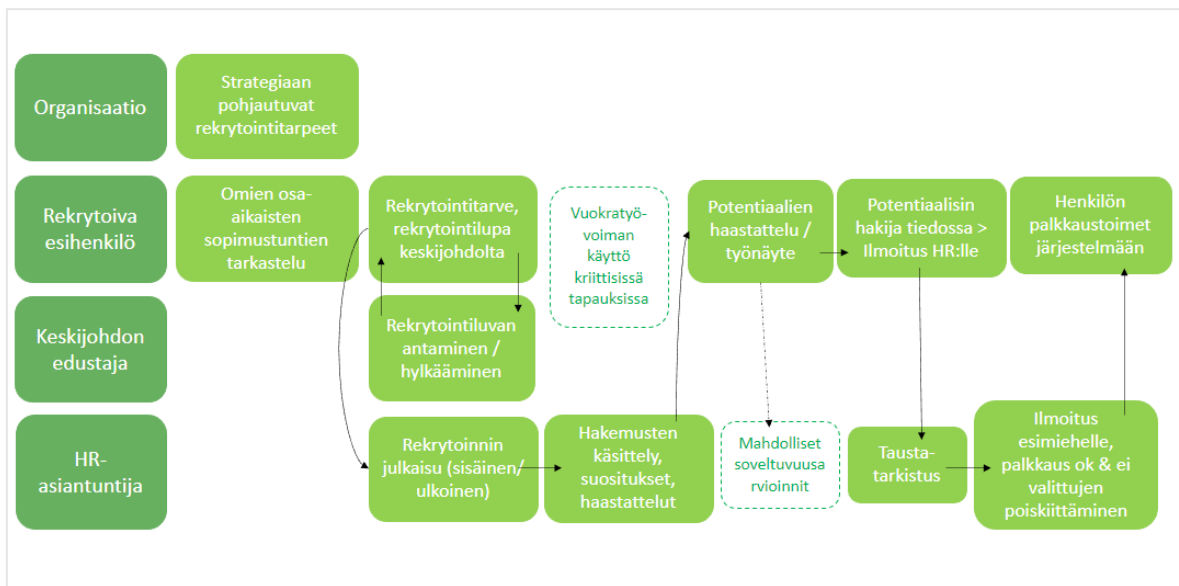 Organisaatio
Strategiaan
pohjautuvat
rekrytointitarpeet
Rekrytoiva
esihenkilö
Omien osa-
aikaisten
sopimustuntien
tarkastelu
Rekrytointitarve,
rekrytointilupa
keskijohdolta
Vuokratyö-
voiman
käyttö
kriittisissä
tapauksissa
Potentiaalien
haastattelu /
työnäyte
Potentiaalisin
hakija tiedossa >
Ilmoitus HR:lle
Henkilön
palkkaustoimet
järjestelmään
Keskijohdon
edustaja
Rekrytointiluvan
antaminen /
hylkääminen
HR-
asiantuntija
Rekrytoinnin
julkaisu (sisäinen/
ulkoinen)
Hakemusten
käsittely,
suositukset,
haastattelut
Mahdolliset
soveltuvuusa
rvioinnit
Tausta-
tarkistus
Ilmoitus
esimiehelle,
palkkaus ok & ei
valittujen
poiskiittäminen